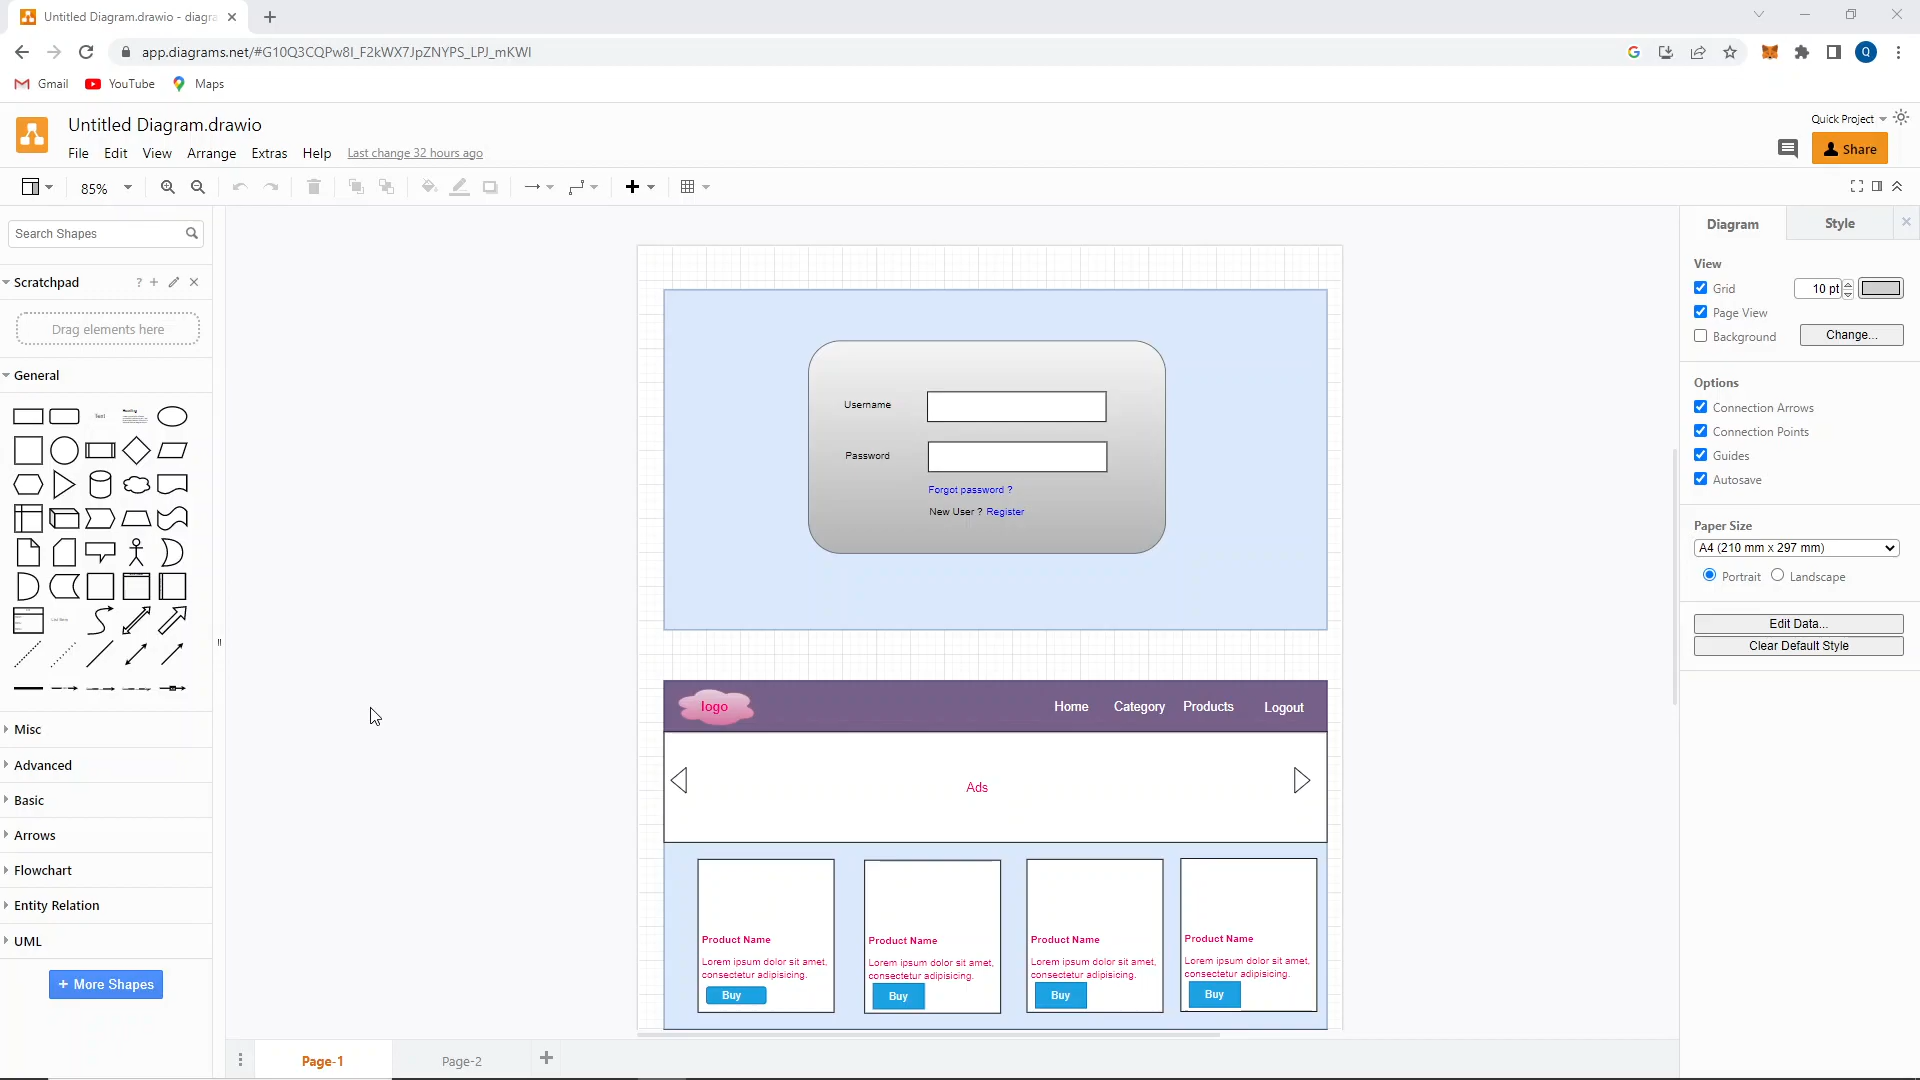 Untitled Diagram.drawio - diagra
app.diagrams.net/#G10Q3CQPw8I_F2kWX7JpZNYPS_LPJ_mKWI
Q
Gmail YouTube Maps
Untitled Diagram.drawio
Quick Project
File Edit View Arrange Extras Help Last change 32 hours ago
Share
85%
Search Shapes
Diagram Style
Scratchpad
?
Drag elements here
General
Text
Heading
Misc
Advanced
Basic
Arrows
Flowchart
Entity Relation
UML
+ More Shapes
Username
Password
Forgot password ?
New User ? Register
logo
Home Category Products Logout
Ads
Product Name
Lorem ipsum dolor sit amet,
consectetur adipisicing.
Buy
Product Name
Lorem ipsum dolor sit amet,
consectetur adipisicing.
Buy
Product Name
Lorem ipsum dolor sit amet,
consectetur adipisicing.
Buy
Product Name
Lorem ipsum dolor sit amet,
consectetur adipisicing.
Buy
View
Grid 10 pt
Page View
Background Change...
Options
Connection Arrows
Connection Points
Guides
Autosave
Paper Size
A4 (210 mm x 297 mm)
Portrait Landscape
Edit Data...
Clear Default Style
Page-1 Page-2